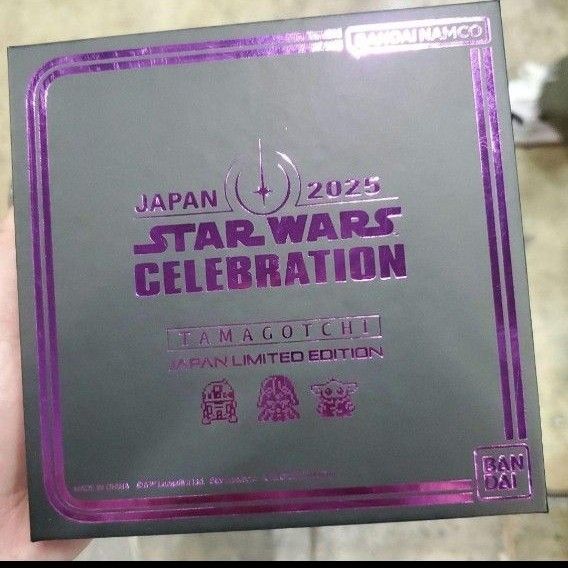 BANDAI NAMCO
JAPAN 2025
STAR WARS
CELEBRATION
TAMAGOTCHI
JAPAN LIMITED EDITION
MADE IN CHINA
BAN
DAI